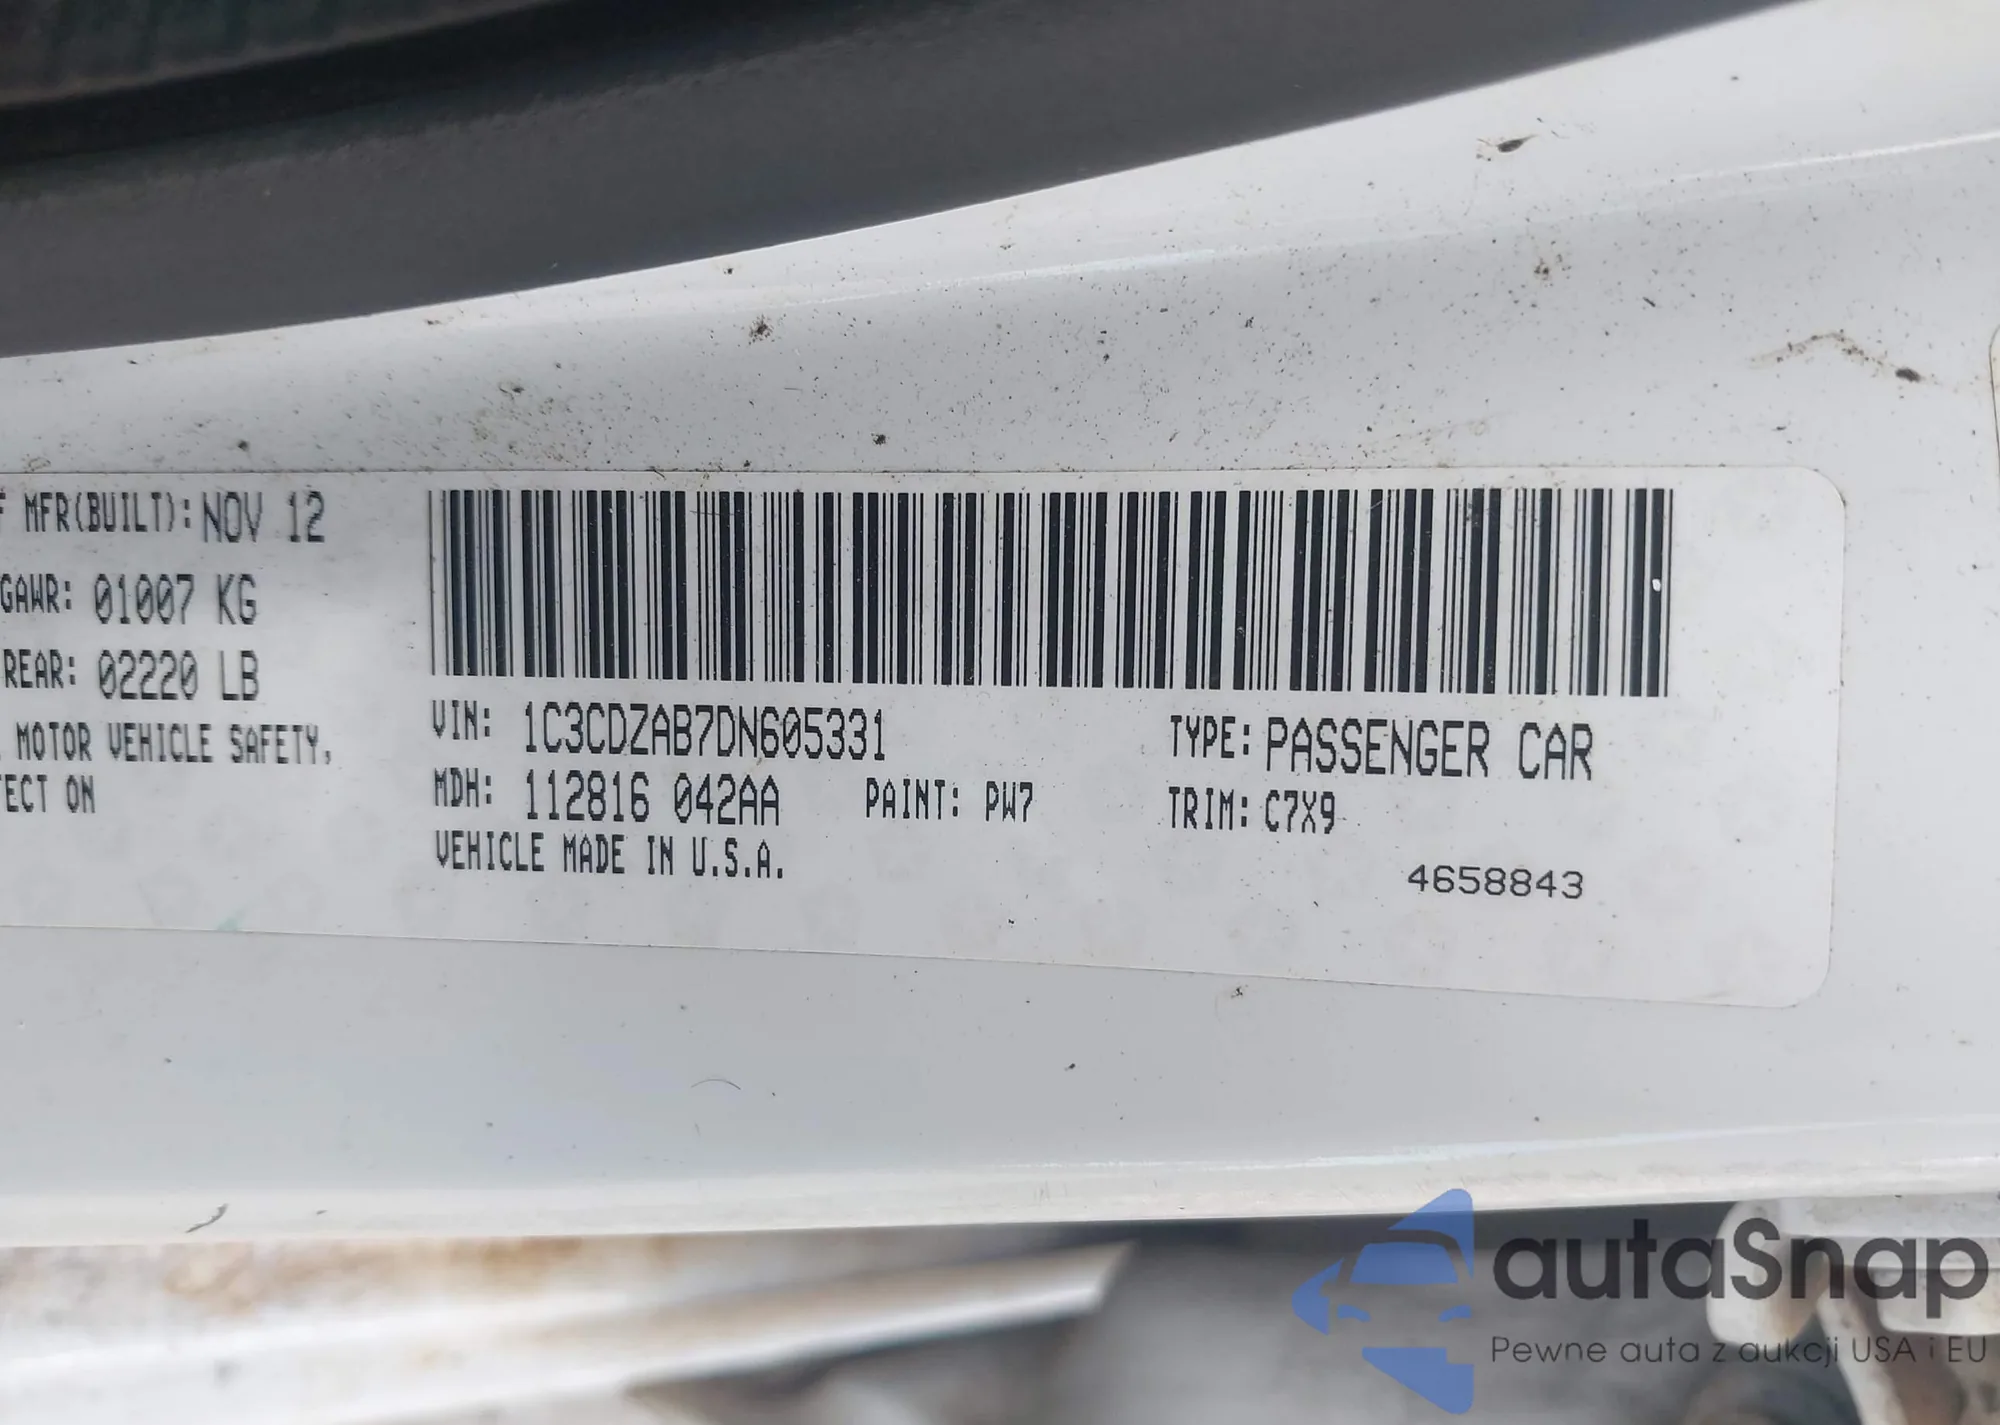 MFR(BUILT): NOV 12
GAWR: 01007 KG
REAR: 02220 LB
MOTOR VEHICLE SAFETY,
ON
VIN: 1C3CDZAB7DN605331
TYPE: PASSENGER CAR
MDH: 112816 042AA
PAINT: PW7
TRIM: C7X9
VEHICLE MADE IN U.S.A.
4658843
autaSnap
Pewne auta z aukcji USA i EU